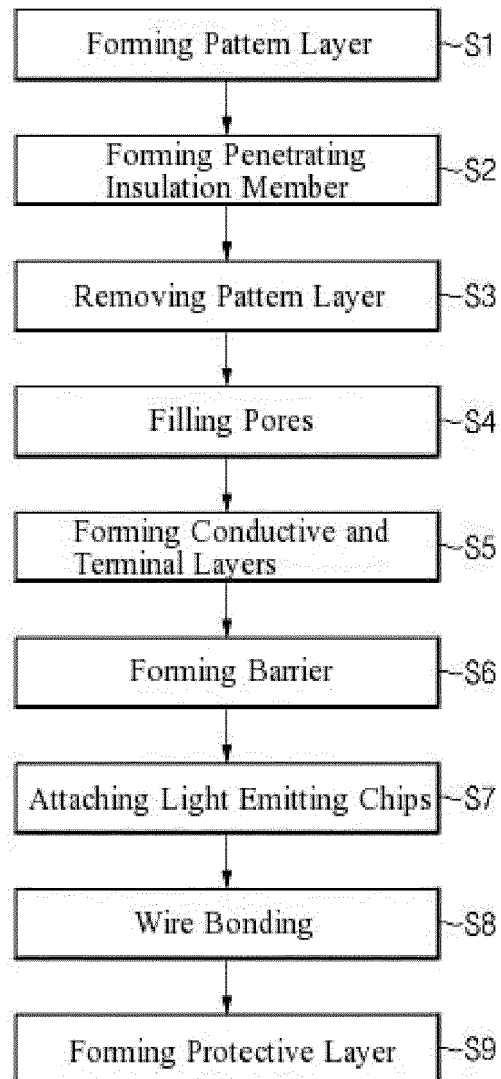 Forming Pattern Layer
S1
Forming Penetrating
Insulation Member
S2
Removing Pattern Layer
S3
Filling Pores
S4
Forming Conductive and
Terminal Layers
S5
Forming Barrier
S6
Attaching Light Emitting Chips
S7
Wire Bonding
S8
Forming Protective Layer
S9